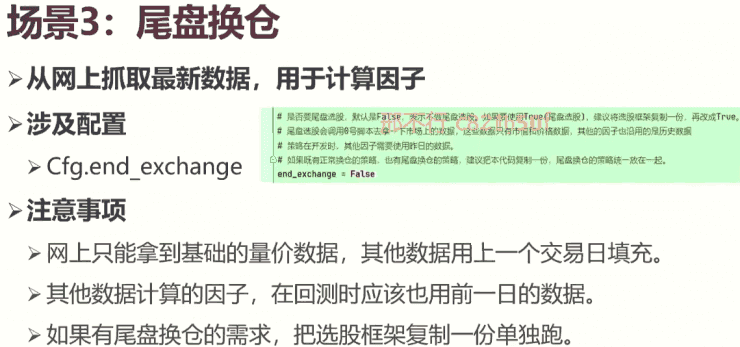 场景3：尾盘换仓
➢从网上抓取最新数据，用于计算因子
➢涉及配置
➢Cfg.end_exchange
# 是否要尾盘选股，默认是False，表示不做尾盘选股。如果要使用True(尾盘选股)，建议将选股框架复制一份，再改成True。
# 尾盘选股会调用0号脚本去拿一下市场上的数据，这些数据只有市值和价格数据，其他的因子也沿用的是历史数据
# 策略在开发时，其他因子需要使用昨日的数据。
# 如果既有正常换仓的策略，也有尾盘换仓的策略，建议把本代码复制一份，尾盘换仓的策略统一放在一起。
end_exchange = False
➢注意事项
➢网上只能拿到基础的量价数据，其他数据用上一个交易日填充。
➢其他数据计算的因子，在回测时应该也用前一日的数据。
➢如果有尾盘换仓的需求，把选股框架复制一份单独跑。